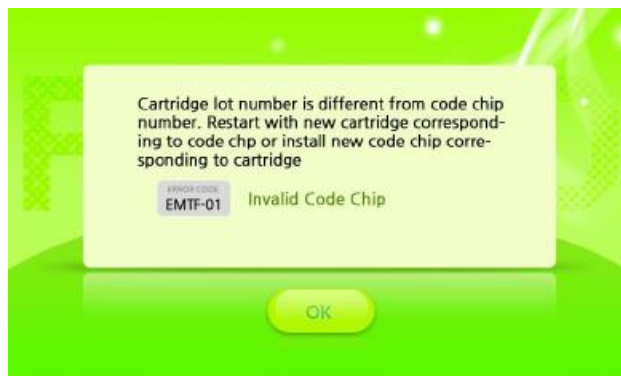 Cartridge lot number is different from code chip
number. Restart with new cartridge correspond-
ing to code chp or install new code chip corre-
sponding to cartridge
ERROR CODE
EMTF-01 Invalid Code Chip
OK